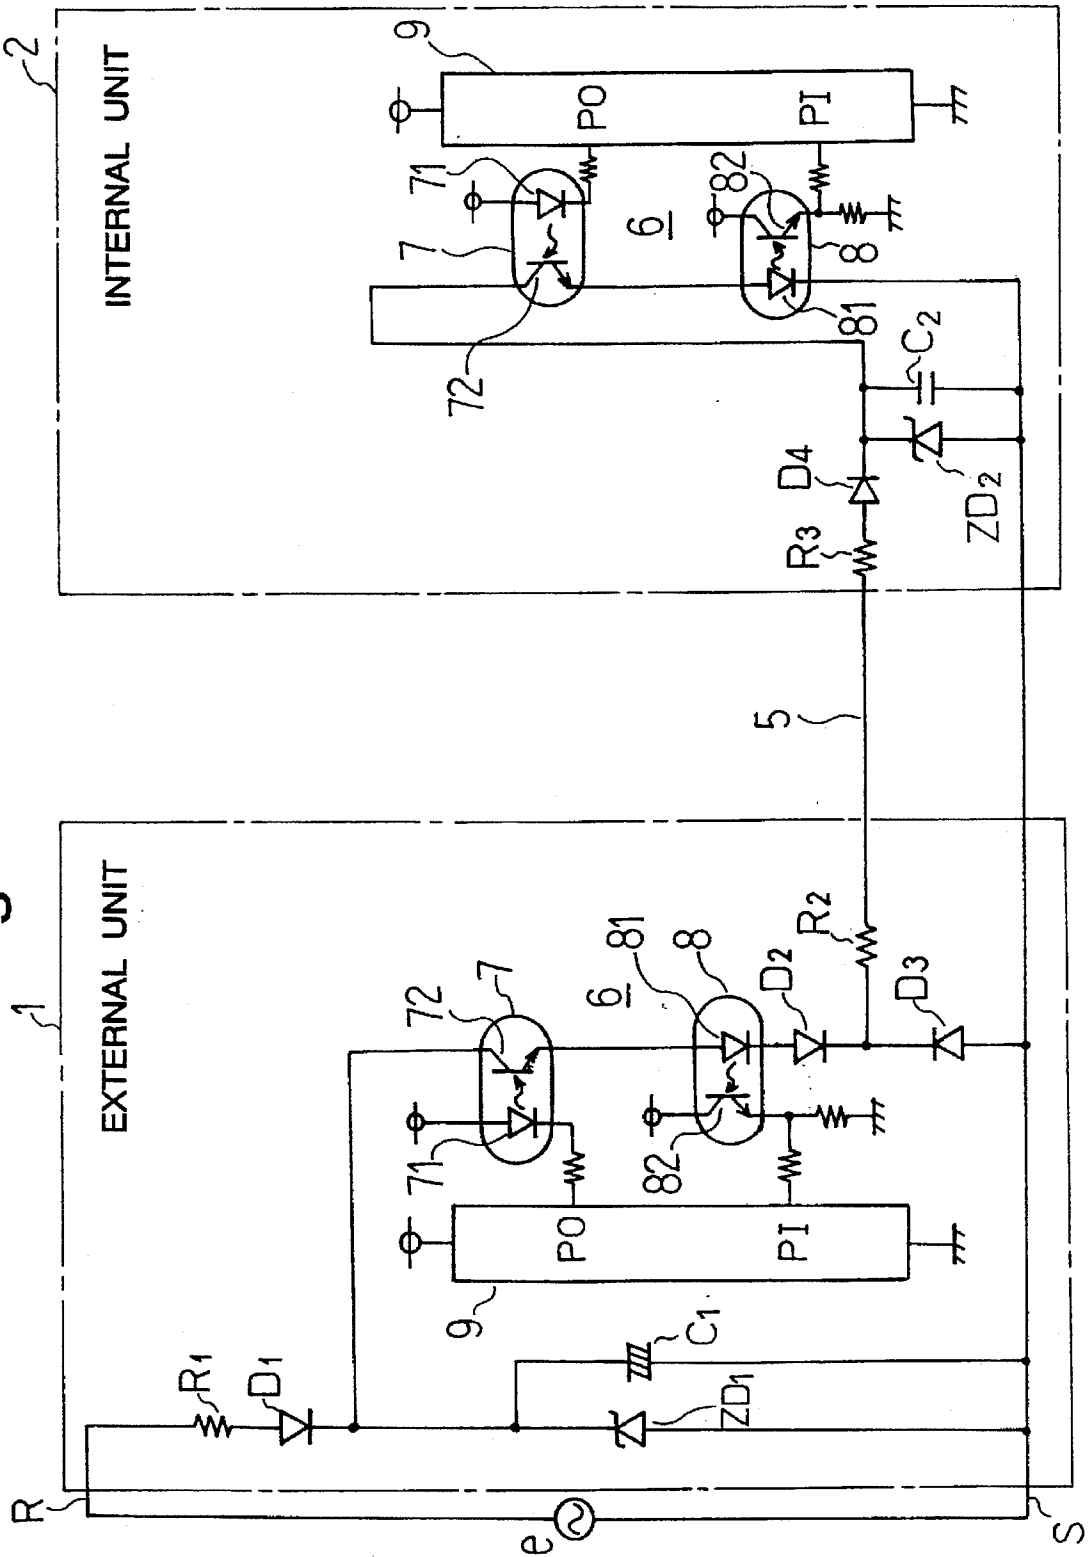 EXTERNAL UNIT
1
R
R1
D1
e
S
ZD1
C1
9
PO
PI
71
72
7
6
82
81
8
D2
D3
R2
5
INTERNAL UNIT
2
R3
D4
ZD2
C2
72
7
71
6
81
8
82
9
PO
PI